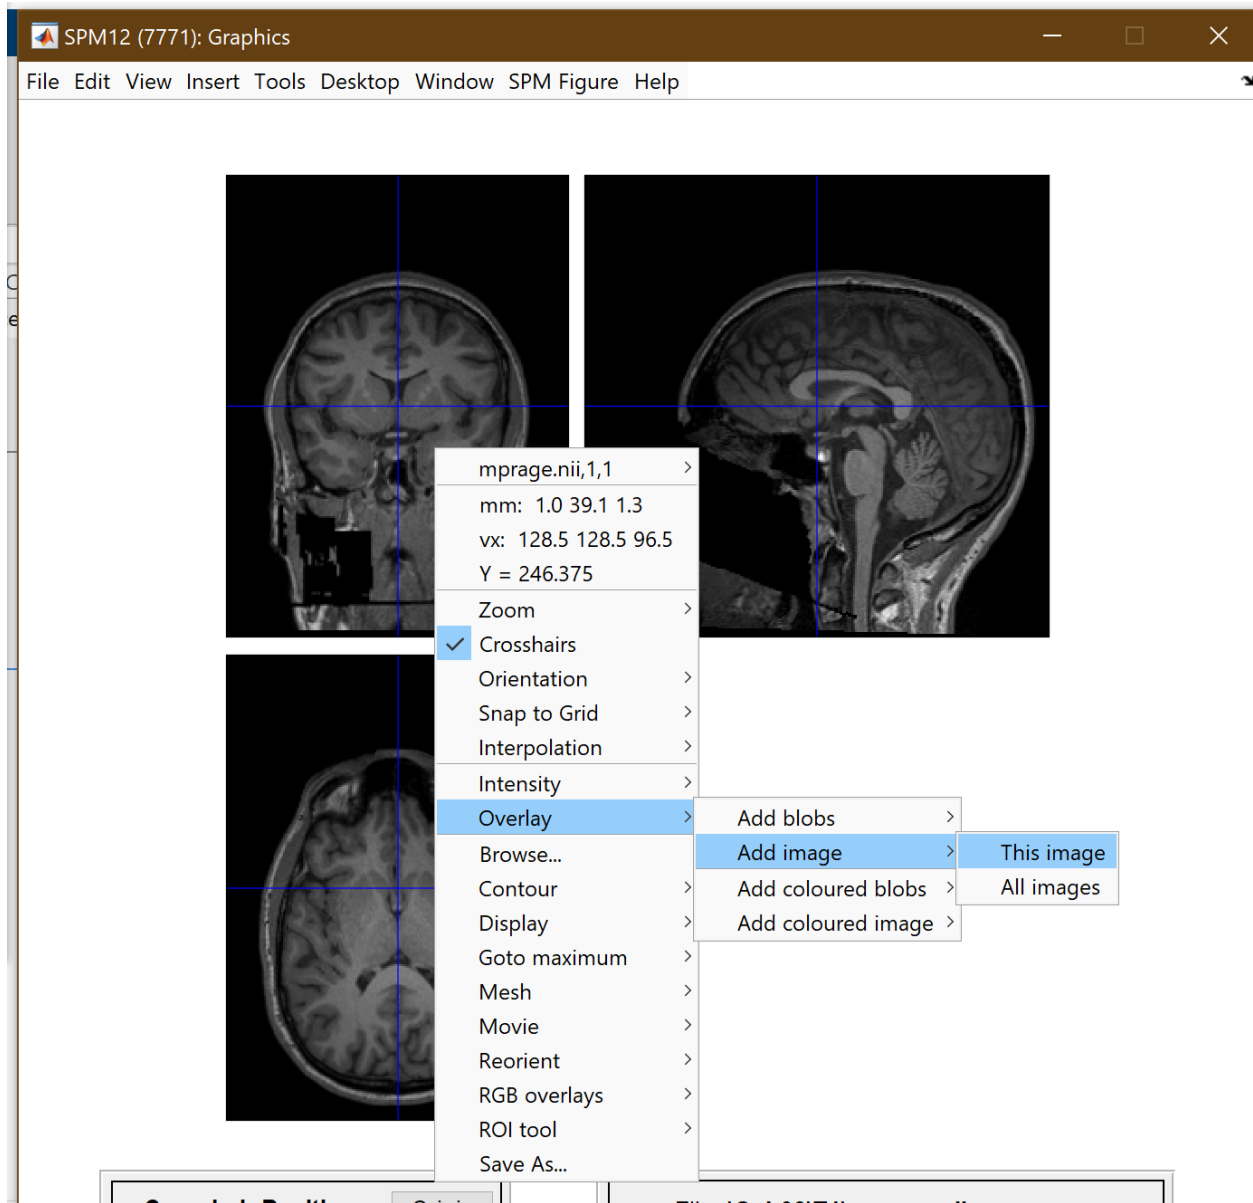 SPM12 (7771): Graphics
File Edit View Insert Tools Desktop Window SPM Figure Help
mprage.nii,1,1
mm: 1.0 39.1 1.3
vx: 128.5 128.5 96.5
Y = 246.375
Zoom
Crosshairs
Orientation
Snap to Grid
Interpolation
Intensity
Overlay
Browse...
Contour
Display
Goto maximum
Mesh
Movie
Reorient
RGB overlays
ROI tool
Save As...
Add blobs
Add image
Add coloured blobs
Add coloured image
This image
All images